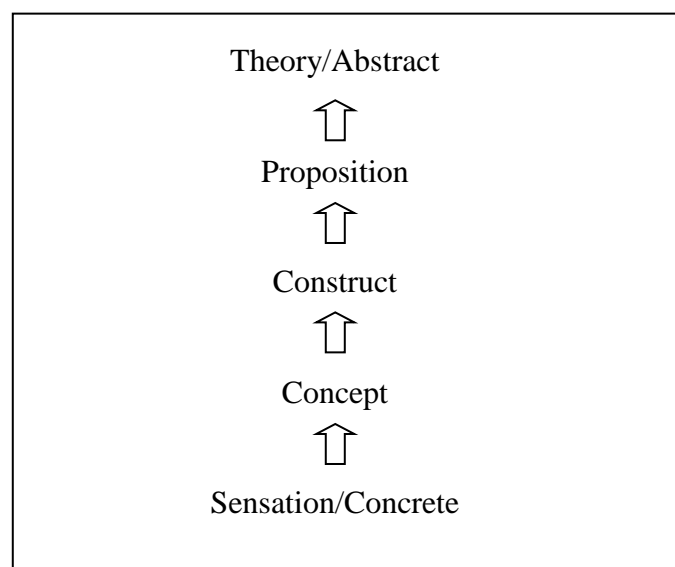 Theory/Abstract
Proposition
Construct
Concept
Sensation/Concrete